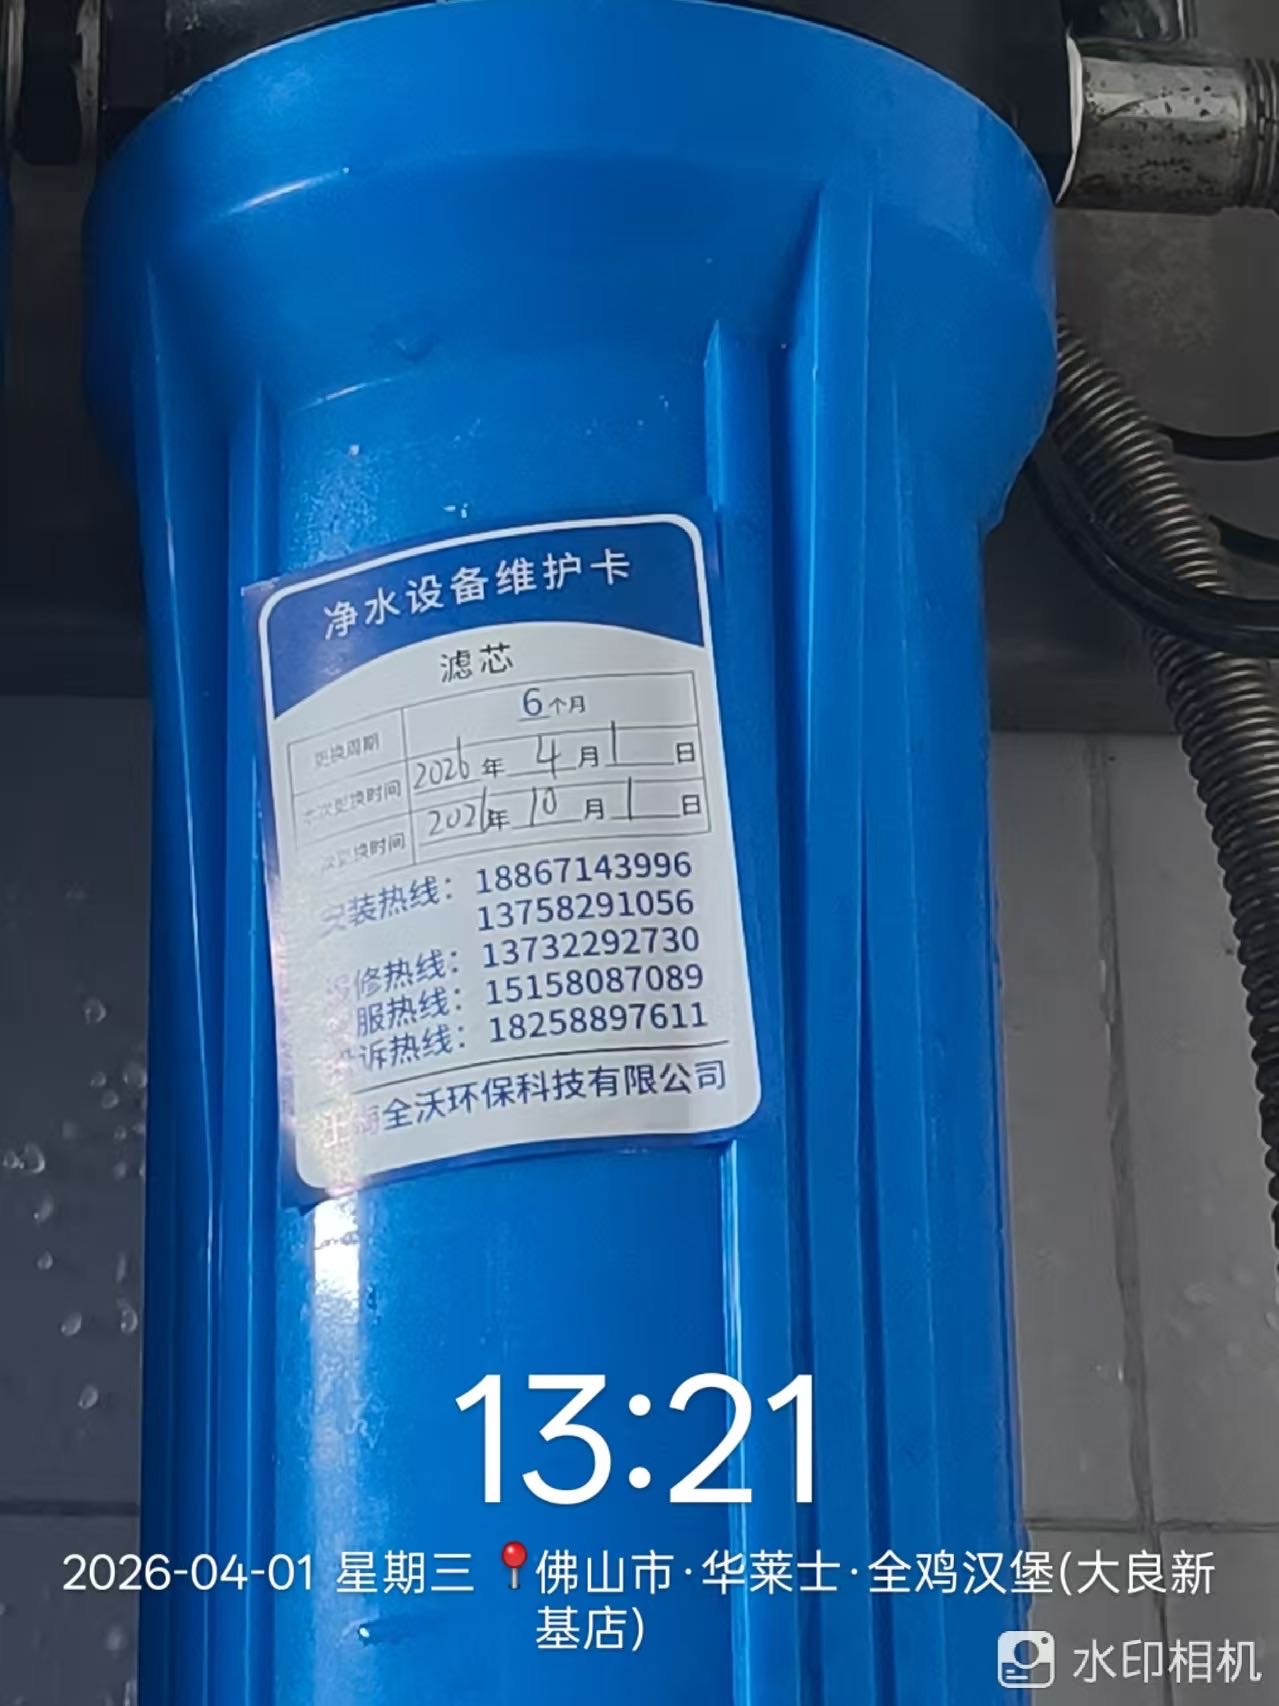 净水设备维护卡
滤芯
更换周期 6个月
本次更换时间 2026年4月1日
次更换时间 2026年10月1日
安装热线：18867143996
13758291056
修热线：13732292730
服热线：15158087089
诉热线：18258897611
上海全沃环保科技有限公司
13:21
2026-04-01 星期三 📍佛山市·华莱士·全鸡汉堡(大良新
基店)
水印相机